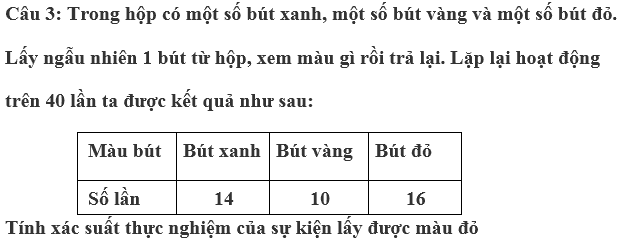 Câu 3: Trong hộp có một số bút xanh, một số bút vàng và một số bút đỏ.
Lấy ngẫu nhiên 1 bút từ hộp, xem màu gì rồi trả lại. Lặp lại hoạt động
trên 40 lần ta được kết quả như sau:
Màu bút Bút xanh Bút vàng Bút đỏ
Số lần 14 10 16
Tính xác suất thực nghiệm của sự kiện lấy được màu đỏ